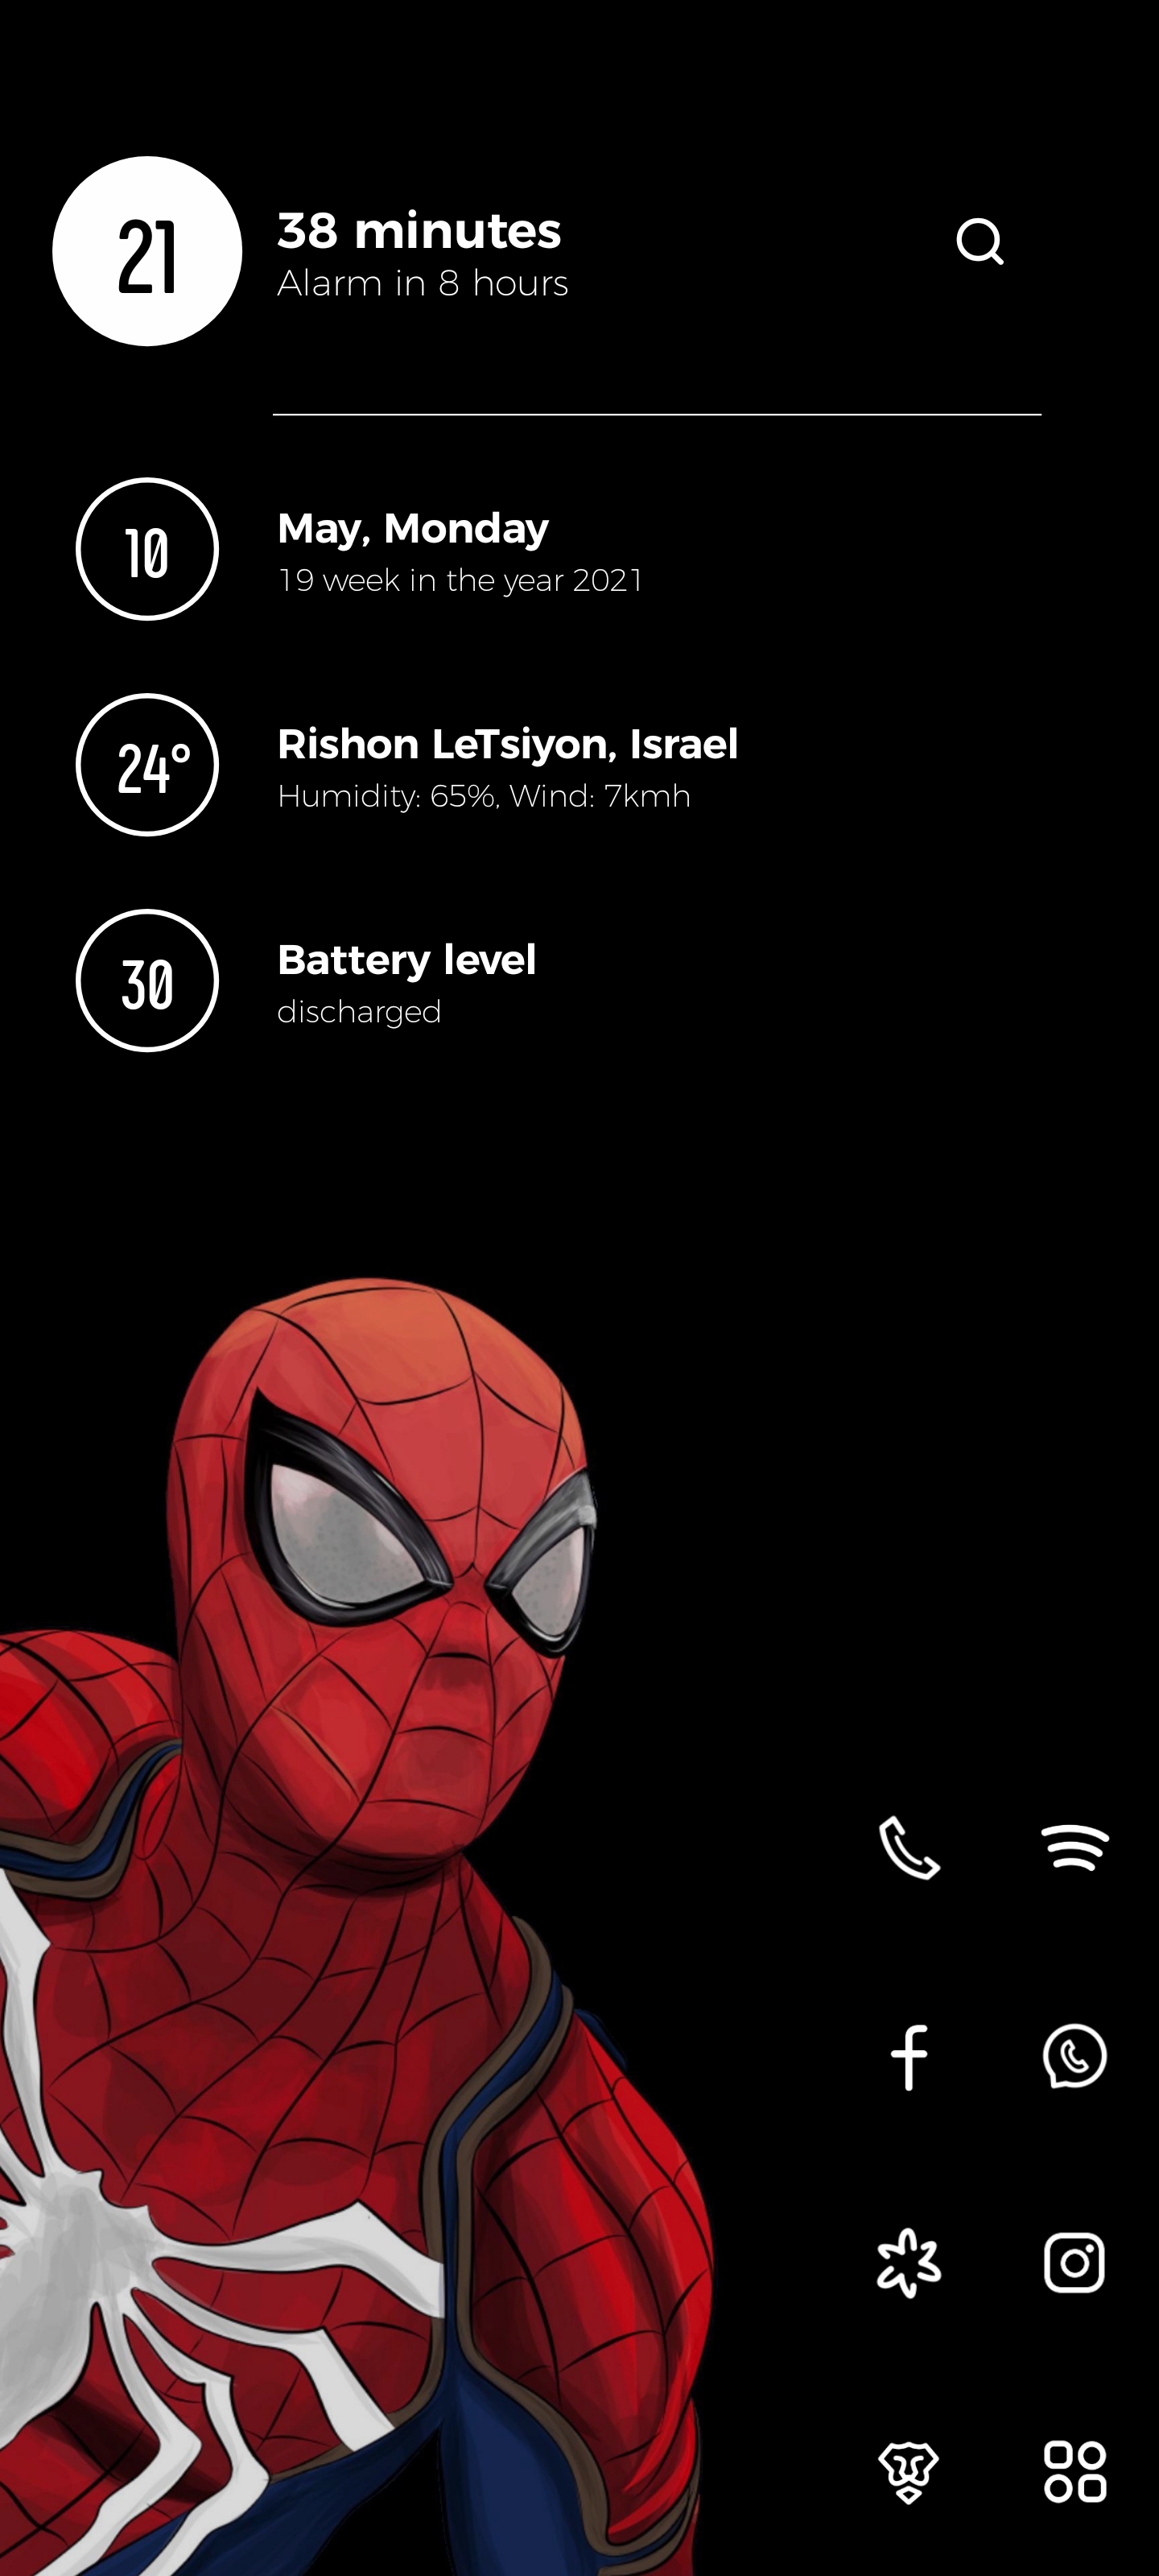 21
38 minutes
Alarm in 8 hours
10
May, Monday
19 week in the year 2021
24°
Rishon LeTsiyon, Israel
Humidity: 65%, Wind: 7kmh
30
Battery level
discharged